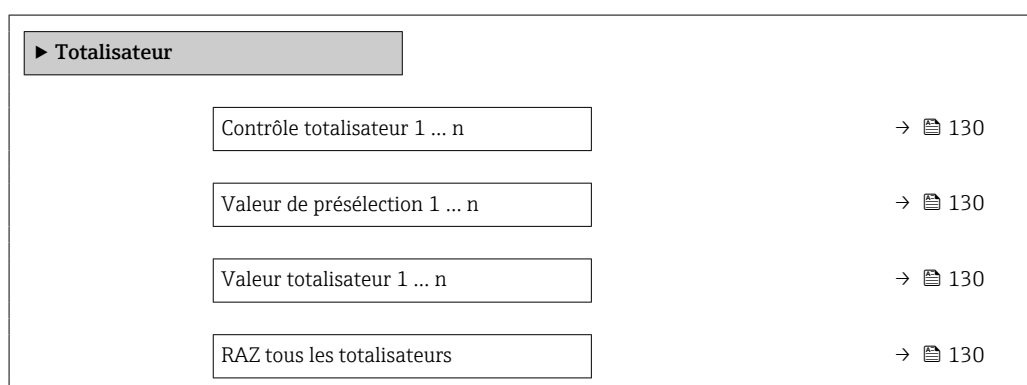 ▶ Totalisateur
Contrôle totalisateur 1 … n → 130
Valeur de présélection 1 … n → 130
Valeur totalisateur 1 … n → 130
RAZ tous les totalisateurs → 130